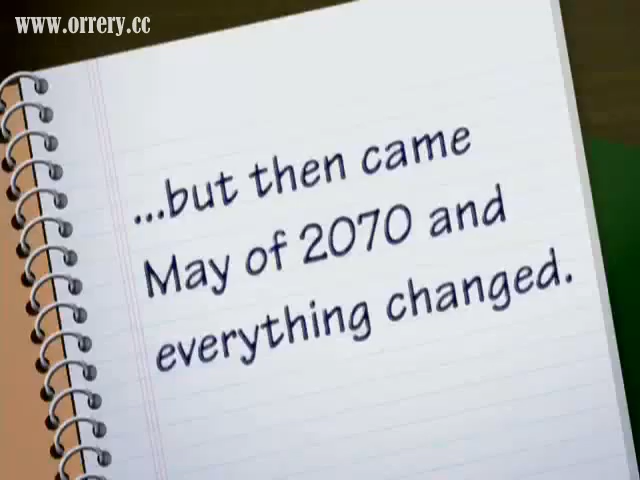 www.orrery.cc
...but then came
May of 2070 and
everything changed.